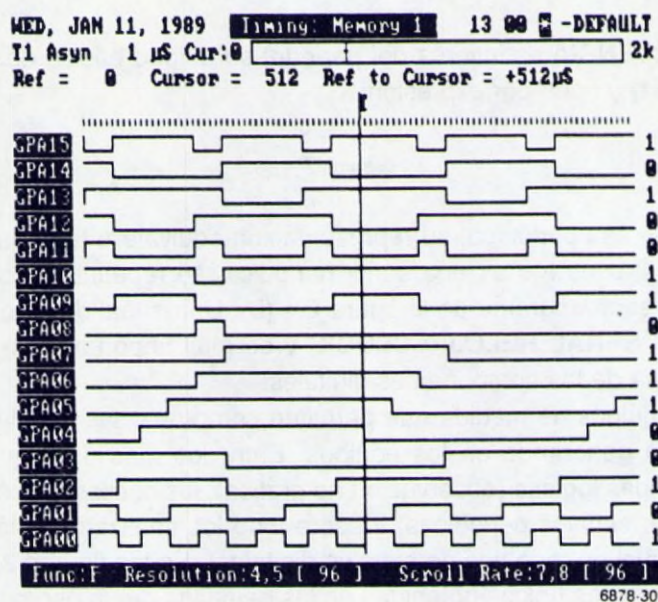 WED, JAN 11, 1989 Timing: Memory 1 13 00 -DEFAULT
T1 Asyn 1 µS Cur:0 2k
Ref = 0 Cursor = 512 Ref to Cursor = +512µS
GPA15 1
GPA14 0
GPA13 1
GPA12 0
GPA11 0
GPA10 1
GPA09 1
GPA08 0
GPA07 1
GPA06 1
GPA05 1
GPA04 0
GPA03 0
GPA02 1
GPA01 0
GPA00 1
Func:F Resolution:4,5 [ 96 ] Scroll Rate:7,8 [ 96 ]
6878-30